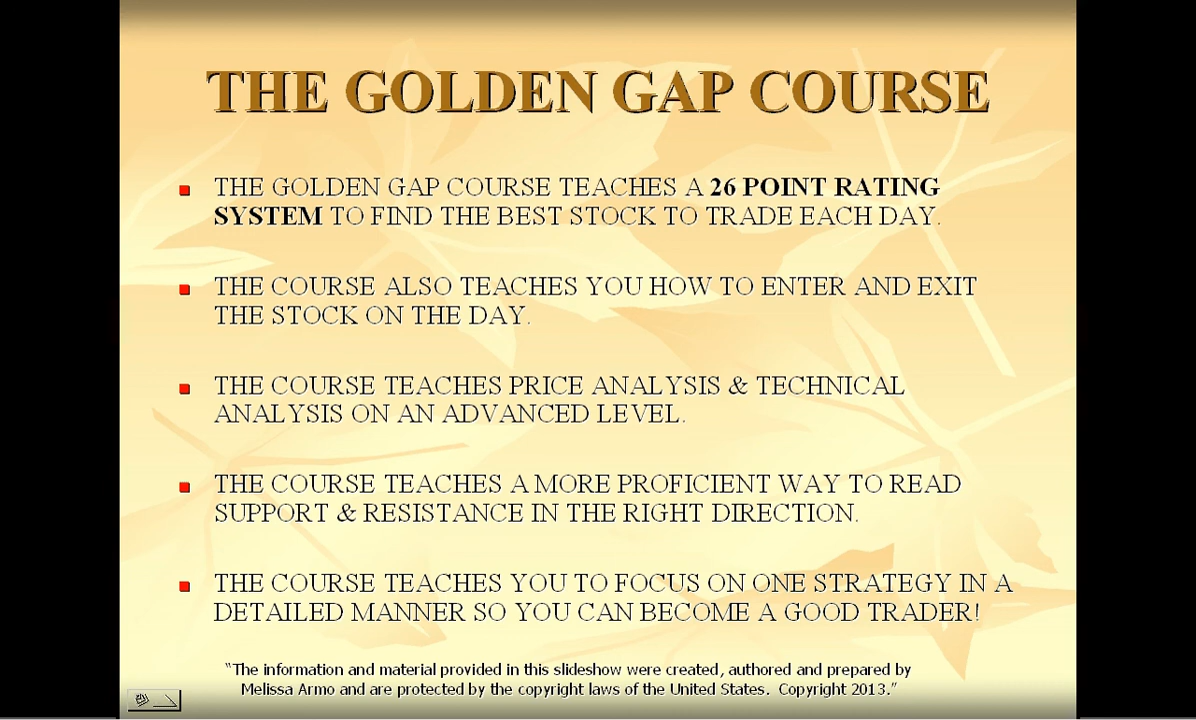 THE GOLDEN GAP COURSE
THE GOLDEN GAP COURSE TEACHES A 26 POINT RATING
SYSTEM TO FIND THE BEST STOCK TO TRADE EACH DAY.
THE COURSE ALSO TEACHES YOU HOW TO ENTER AND EXIT
THE STOCK ON THE DAY.
THE COURSE TEACHES PRICE ANALYSIS & TECHNICAL
ANALYSIS ON AN ADVANCED LEVEL.
THE COURSE TEACHES A MORE PROFICIENT WAY TO READ
SUPPORT & RESISTANCE IN THE RIGHT DIRECTION.
THE COURSE TEACHES YOU TO FOCUS ON ONE STRATEGY IN A
DETAILED MANNER SO YOU CAN BECOME A GOOD TRADER!
"The information and material provided in this slideshow were created, authored and prepared by
Melissa Armo and are protected by the copyright laws of the United States.  Copyright 2013."